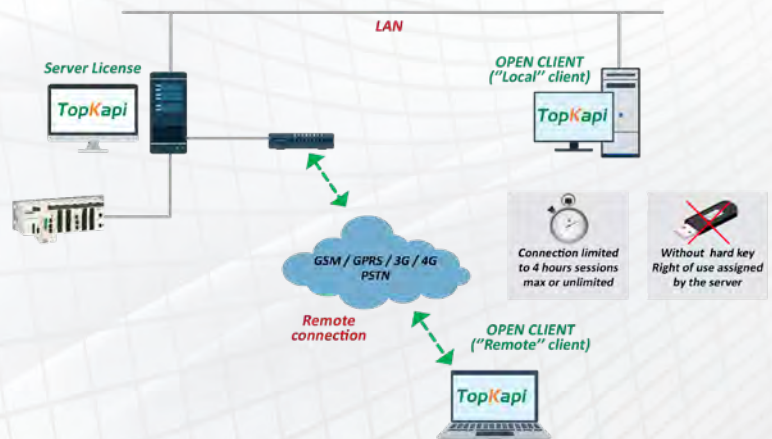 LAN
Server License
TopKapi
OPEN CLIENT
("Local" client)
TopKapi
GSM / GPRS / 3G / 4G
PSTN
Connection limited
to 4 hours sessions
max or unlimited
Without hard key
Right of use assigned
by the server
Remote
connection
OPEN CLIENT
("Remote" client)
TopKapi